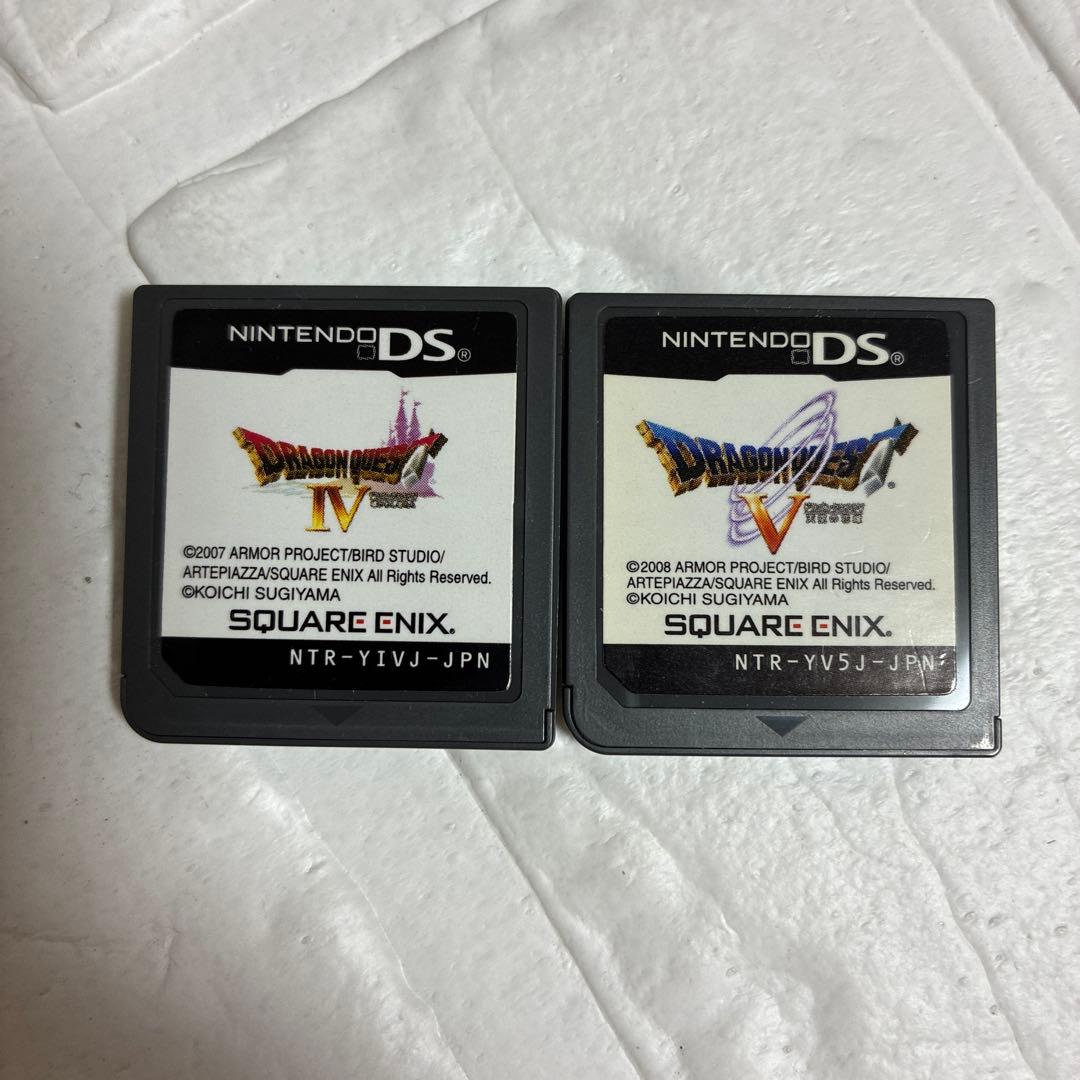 NINTENDO DS®
DRAGON QUEST
IV
©2007 ARMOR PROJECT/BIRD STUDIO/
ARTEPIAZZA/SQUARE ENIX All Rights Reserved.
©KOICHI SUGIYAMA
SQUARE ENIX®
NTR-YIVJ-JPN
NINTENDO DS®
DRAGON QUEST®
V
©2008 ARMOR PROJECT/BIRD STUDIO/
ARTEPIAZZA/SQUARE ENIX All Rights Reserved.
©KOICHI SUGIYAMA
SQUARE ENIX®
NTR-YV5J-JPN